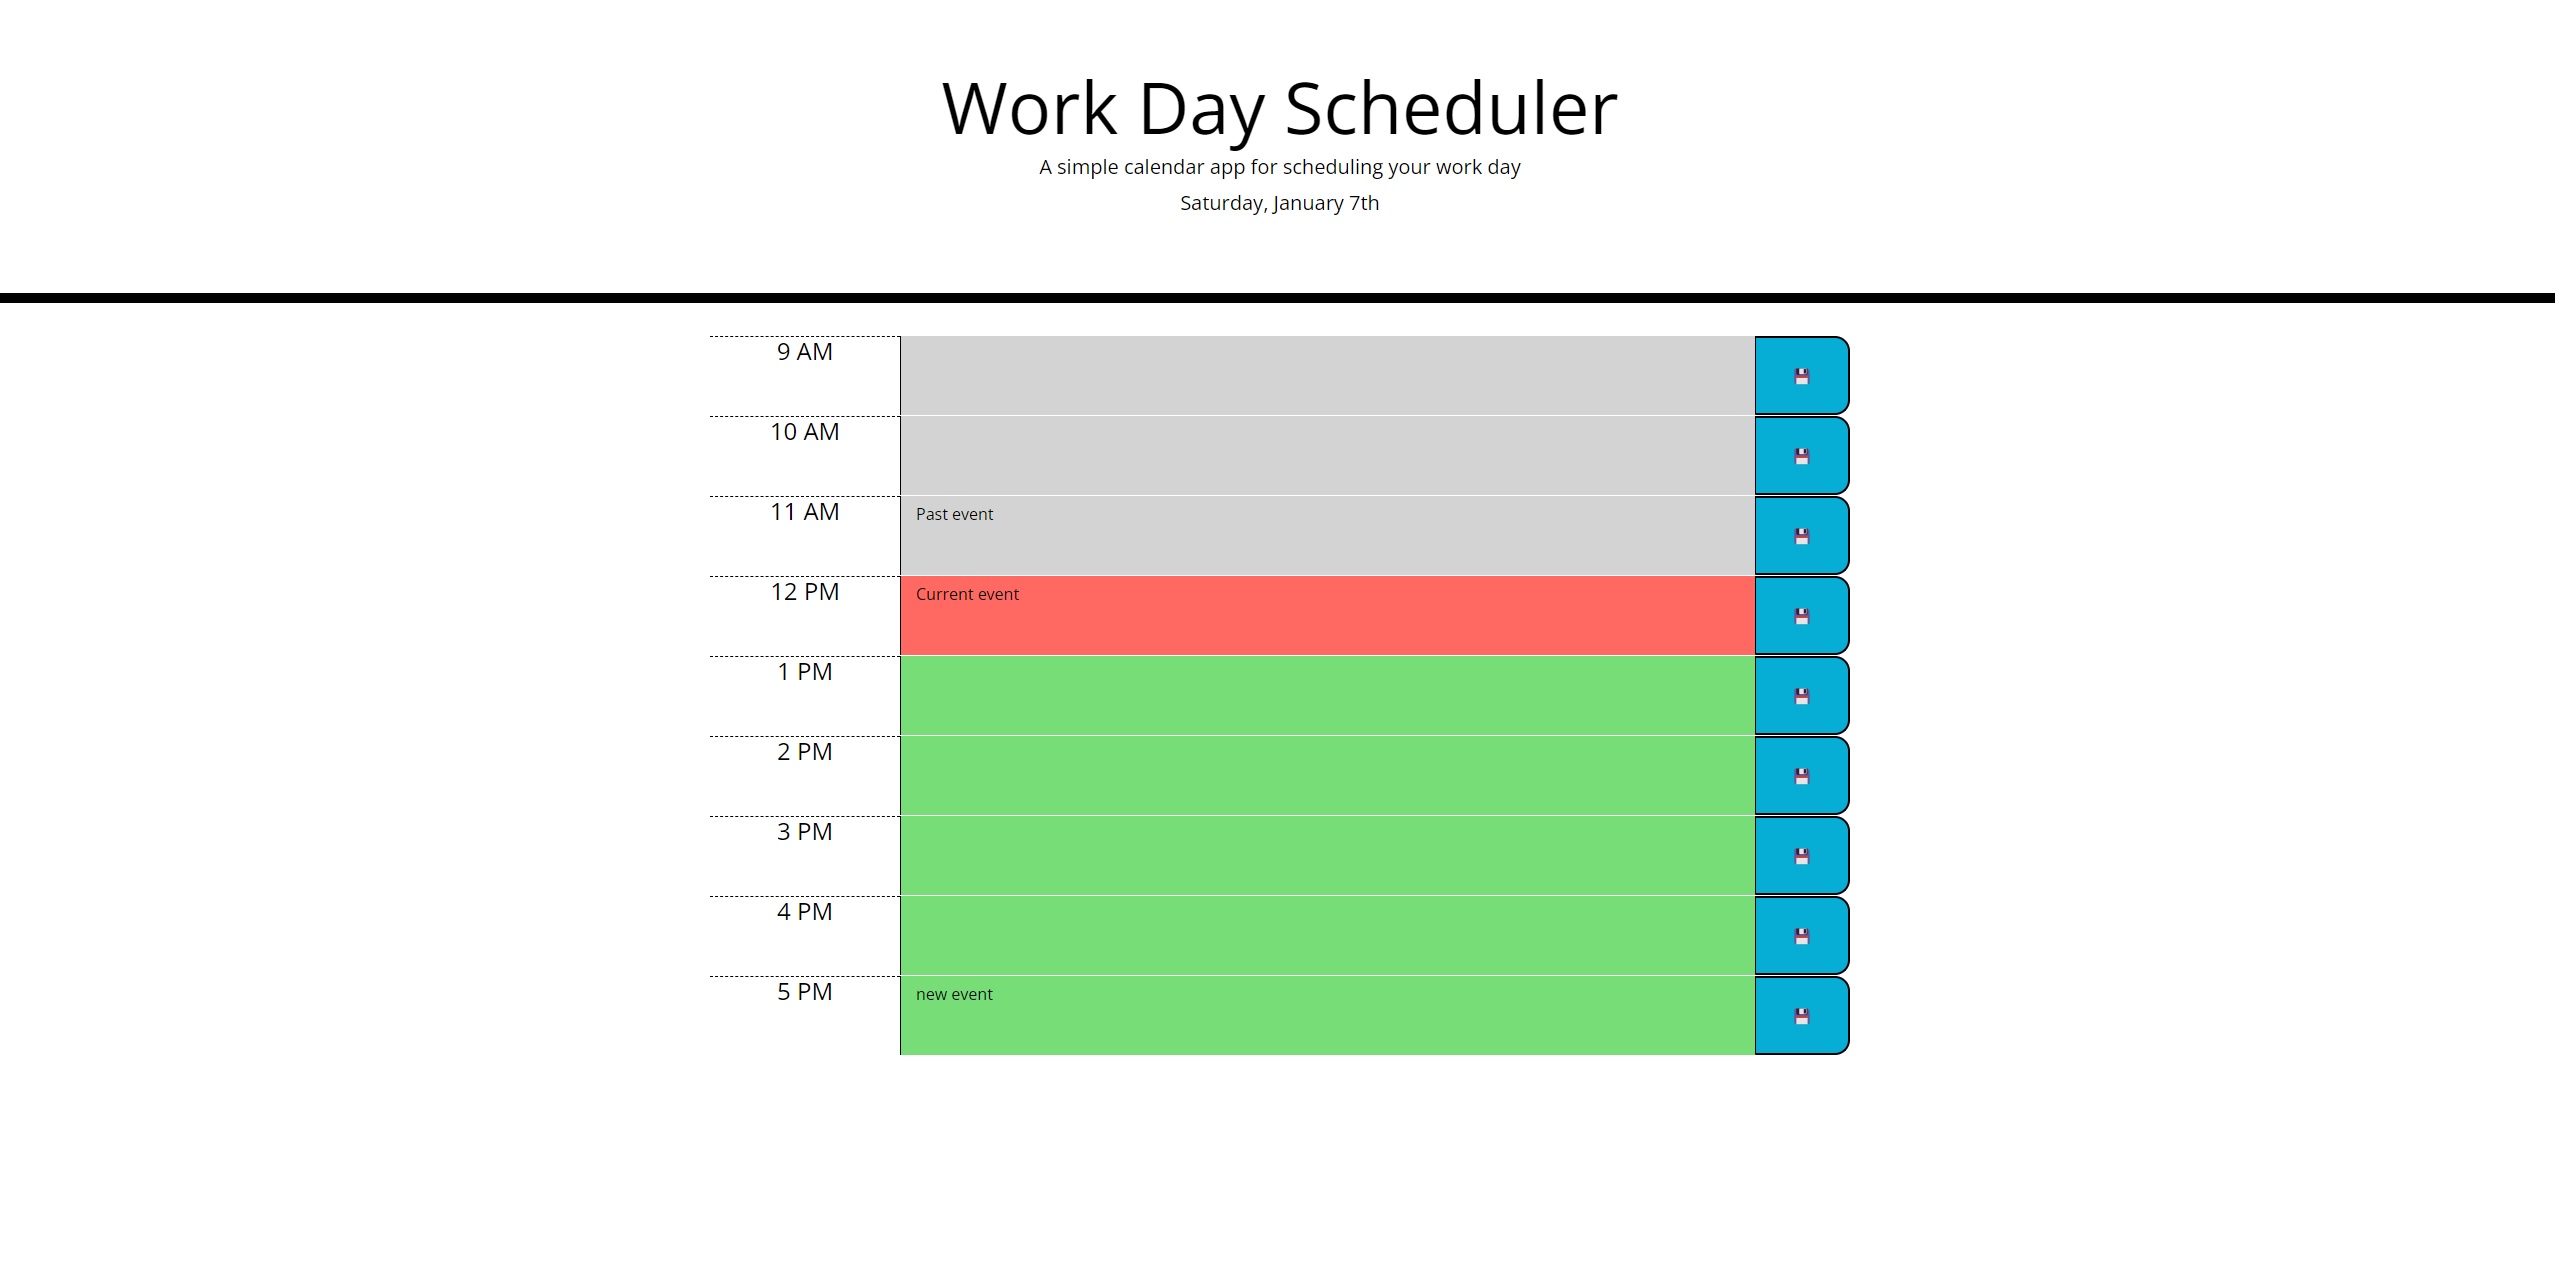 Work Day Scheduler
A simple calendar app for scheduling your work day
Saturday, January 7th
9 AM
10 AM
11 AM Past event
12 PM Current event
1 PM
2 PM
3 PM
4 PM
5 PM new event